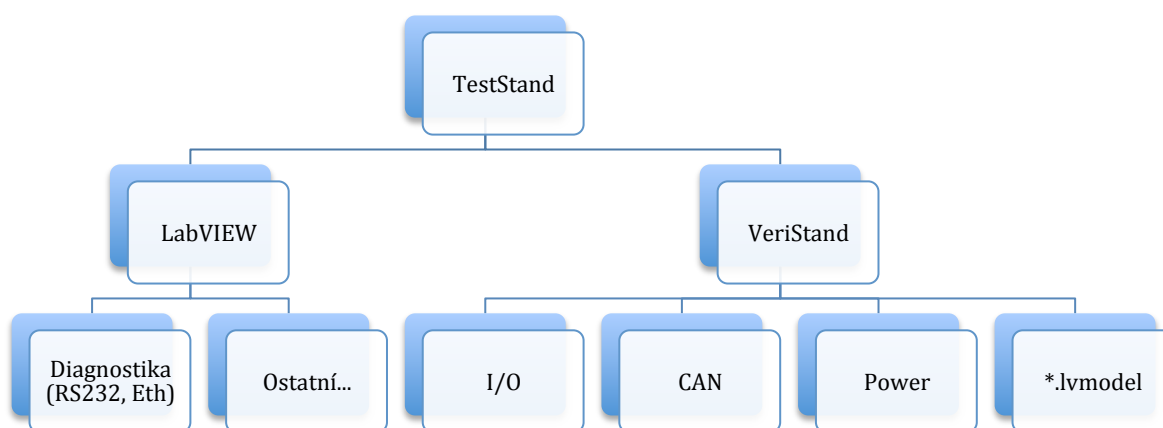 TestStand
LabVIEW
VeriStand
Diagnostika
(RS232, Eth)
Ostatní...
I/O
CAN
Power
*.lvmodel